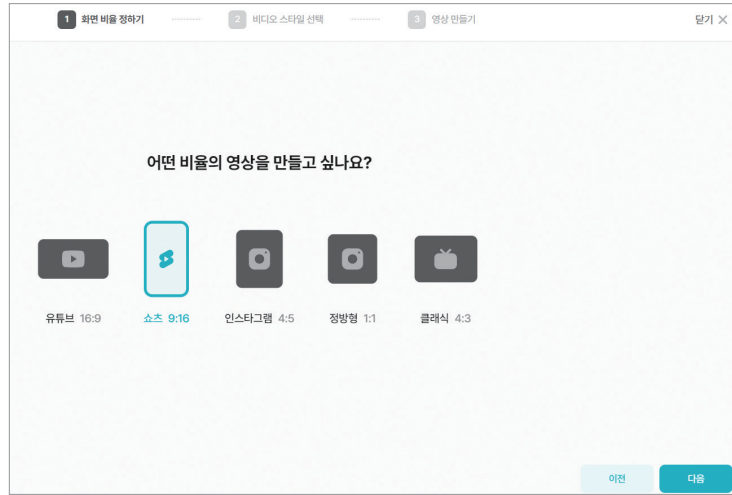 1 화면 비율 정하기 2 비디오 스타일 선택 3 영상 만들기 닫기
어떤 비율의 영상을 만들고 싶나요?
유튜브 16:9 쇼츠 9:16 인스타그램 4:5 정방형 1:1 클래식 4:3
이전 다음